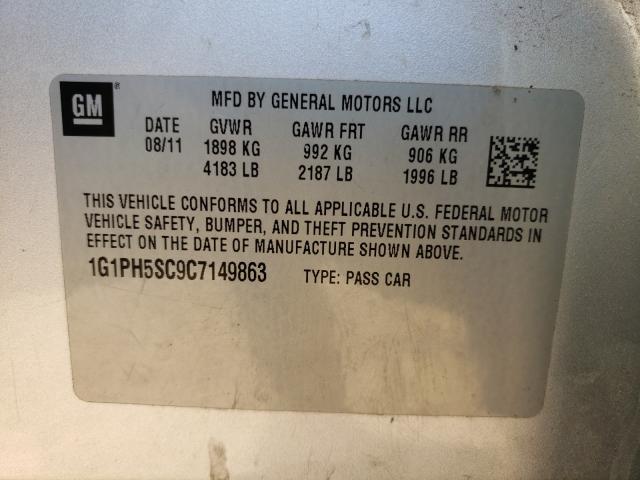 GM®
MFD BY GENERAL MOTORS LLC
DATE GVWR GAWR FRT GAWR RR
08/11 1898 KG 992 KG 906 KG
4183 LB 2187 LB 1996 LB
THIS VEHICLE CONFORMS TO ALL APPLICABLE U.S. FEDERAL MOTOR
VEHICLE SAFETY, BUMPER, AND THEFT PREVENTION STANDARDS IN
EFFECT ON THE DATE OF MANUFACTURE SHOWN ABOVE.
1G1PH5SC9C7149863 TYPE: PASS CAR